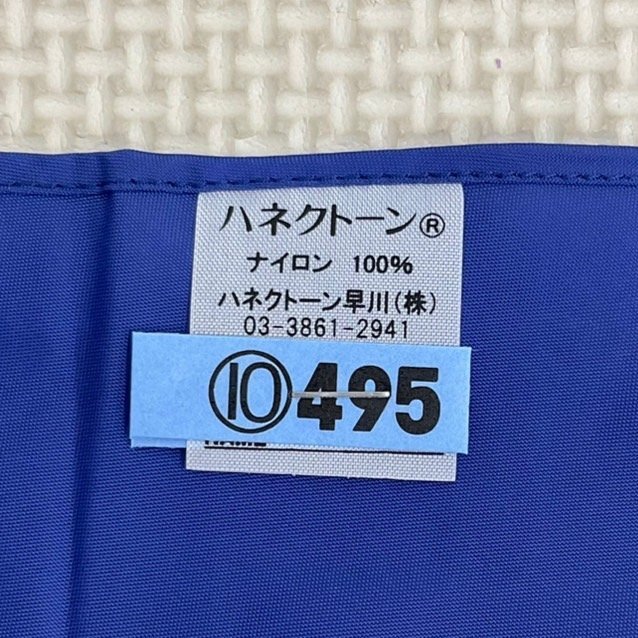 ハネクトーン®
ナイロン 100%
ハネクトーン早川(株)
03-3861-2941
⑩495